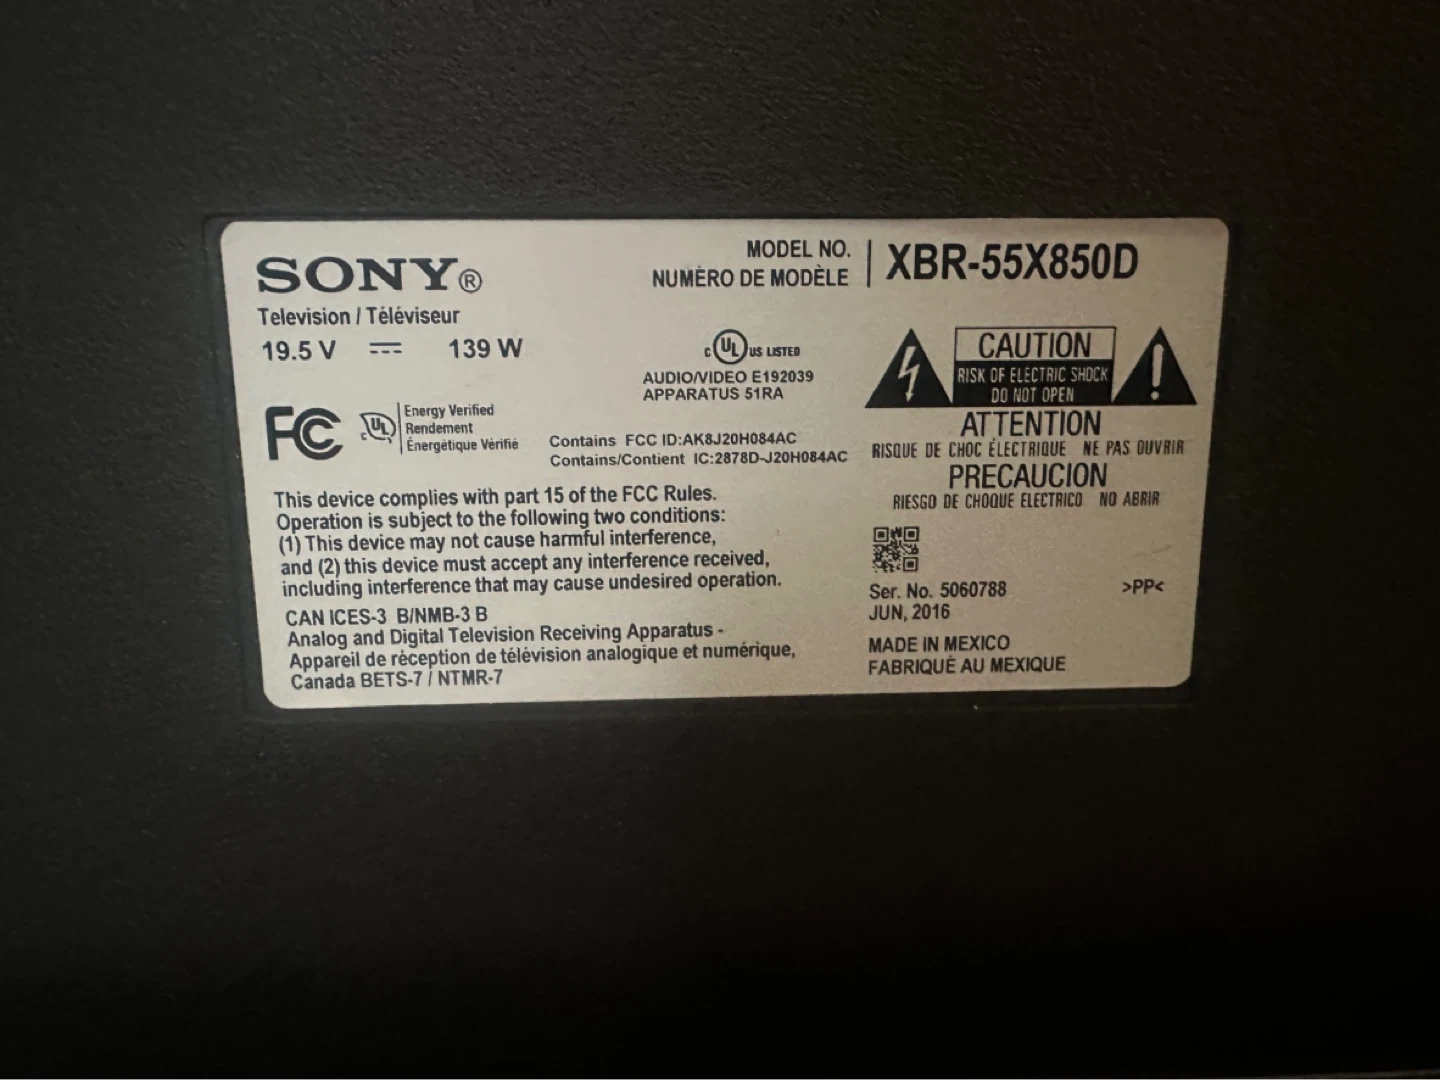 SONY®
MODEL NO.
NUMÉRO DE MODÈLE
XBR-55X850D
Television / Téléviseur
19.5 V 139 W
FC
c UL
Energy Verified
Rendement
Énergétique Vérifié
c UL US LISTED
AUDIO/VIDEO E192039
APPARATUS 51RA
Contains FCC ID:AK8J20H084AC
Contains/Contient IC:2878D-J20H084AC
CAUTION
RISK OF ELECTRIC SHOCK
DO NOT OPEN
ATTENTION
RISQUE DE CHOC ÉLECTRIQUE NE PAS OUVRIR
PRECAUCION
RIESGO DE CHOQUE ELECTRICO NO ABRIR
This device complies with part 15 of the FCC Rules.
Operation is subject to the following two conditions:
(1) This device may not cause harmful interference,
and (2) this device must accept any interference received,
including interference that may cause undesired operation.
CAN ICES-3 B/NMB-3 B
Analog and Digital Television Receiving Apparatus -
Appareil de réception de télévision analogique et numérique,
Canada BETS-7 / NTMR-7
Ser. No. 5060788
JUN, 2016
>PP<
MADE IN MEXICO
FABRIQUÉ AU MEXIQUE